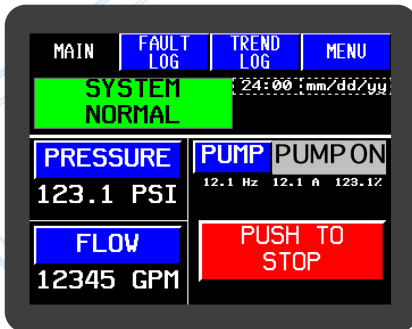 MAIN
FAULT
LOG
TREND
LOG
MENU
SYSTEM
NORMAL
24:00 mm/dd/yy
PRESSURE
123.1 PSI
PUMP PUMP ON
12.1 Hz 12.1 A 123.1%
FLOW
12345 GPM
PUSH TO
STOP